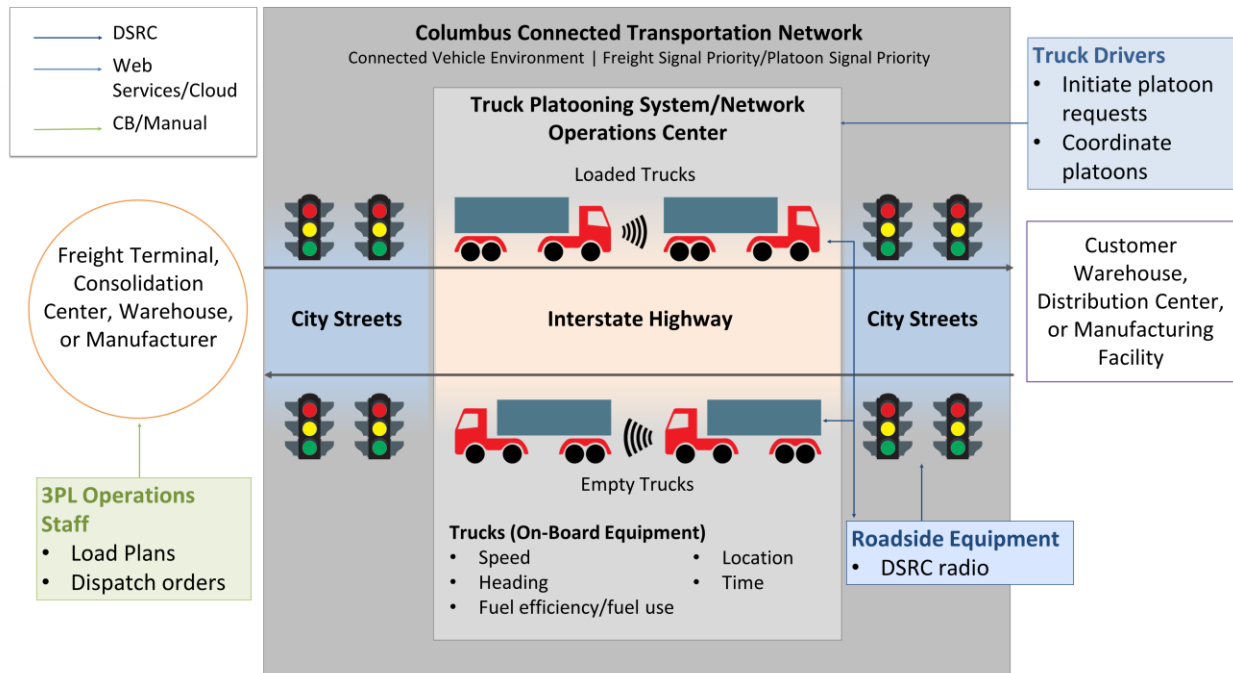 DSRC
Web
Services/Cloud
CB/Manual
Columbus Connected Transportation Network
Connected Vehicle Environment | Freight Signal Priority/Platoon Signal Priority
Truck Platooning System/Network
Operations Center
Loaded Trucks
Truck Drivers
• Initiate platoon
requests
• Coordinate
platoons
Freight Terminal,
Consolidation
Center, Warehouse,
or Manufacturer
City Streets
Interstate Highway
City Streets
Customer
Warehouse,
Distribution Center,
or Manufacturing
Facility
Empty Trucks
3PL Operations
Staff
• Load Plans
• Dispatch orders
Trucks (On-Board Equipment)
• Speed
• Heading
• Fuel efficiency/fuel use
• Location
• Time
Roadside Equipment
• DSRC radio